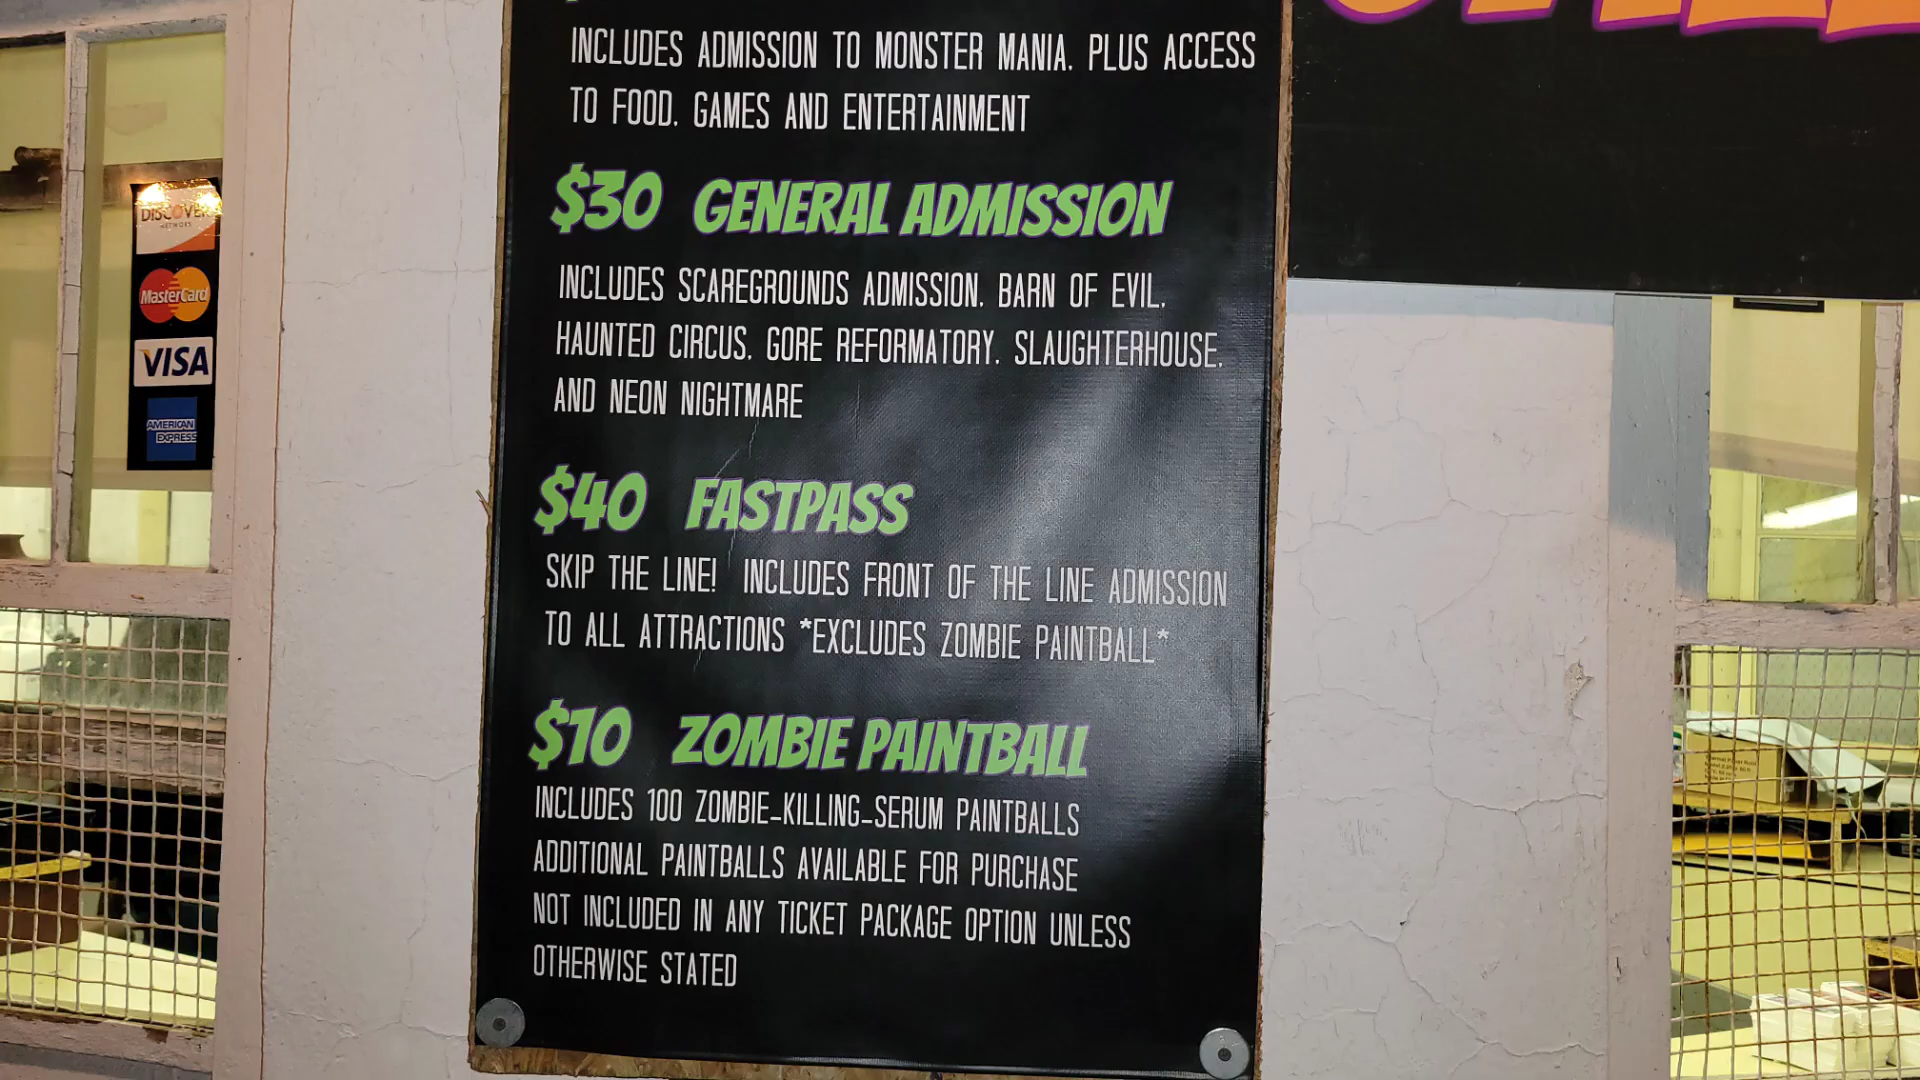 INCLUDES ADMISSION TO MONSTER MANIA. PLUS ACCESS
TO FOOD. GAMES AND ENTERTAINMENT
$30 GENERAL ADMISSION
INCLUDES SCAREGROUNDS ADMISSION. BARN OF EVIL.
HAUNTED CIRCUS. GORE REFORMATORY. SLAUGHTERHOUSE.
AND NEON NIGHTMARE
$40 FASTPASS
SKIP THE LINE! INCLUDES FRONT OF THE LINE ADMISSION
TO ALL ATTRACTIONS *EXCLUDES ZOMBIE PAINTBALL*
$10 ZOMBIE PAINTBALL
INCLUDES 100 ZOMBIE-KILLING-SERUM PAINTBALLS
ADDITIONAL PAINTBALLS AVAILABLE FOR PURCHASE
NOT INCLUDED IN ANY TICKET PACKAGE OPTION UNLESS
OTHERWISE STATED
DISCOVER
NETWORK
MasterCard
VISA
AMERICAN
EXPRESS